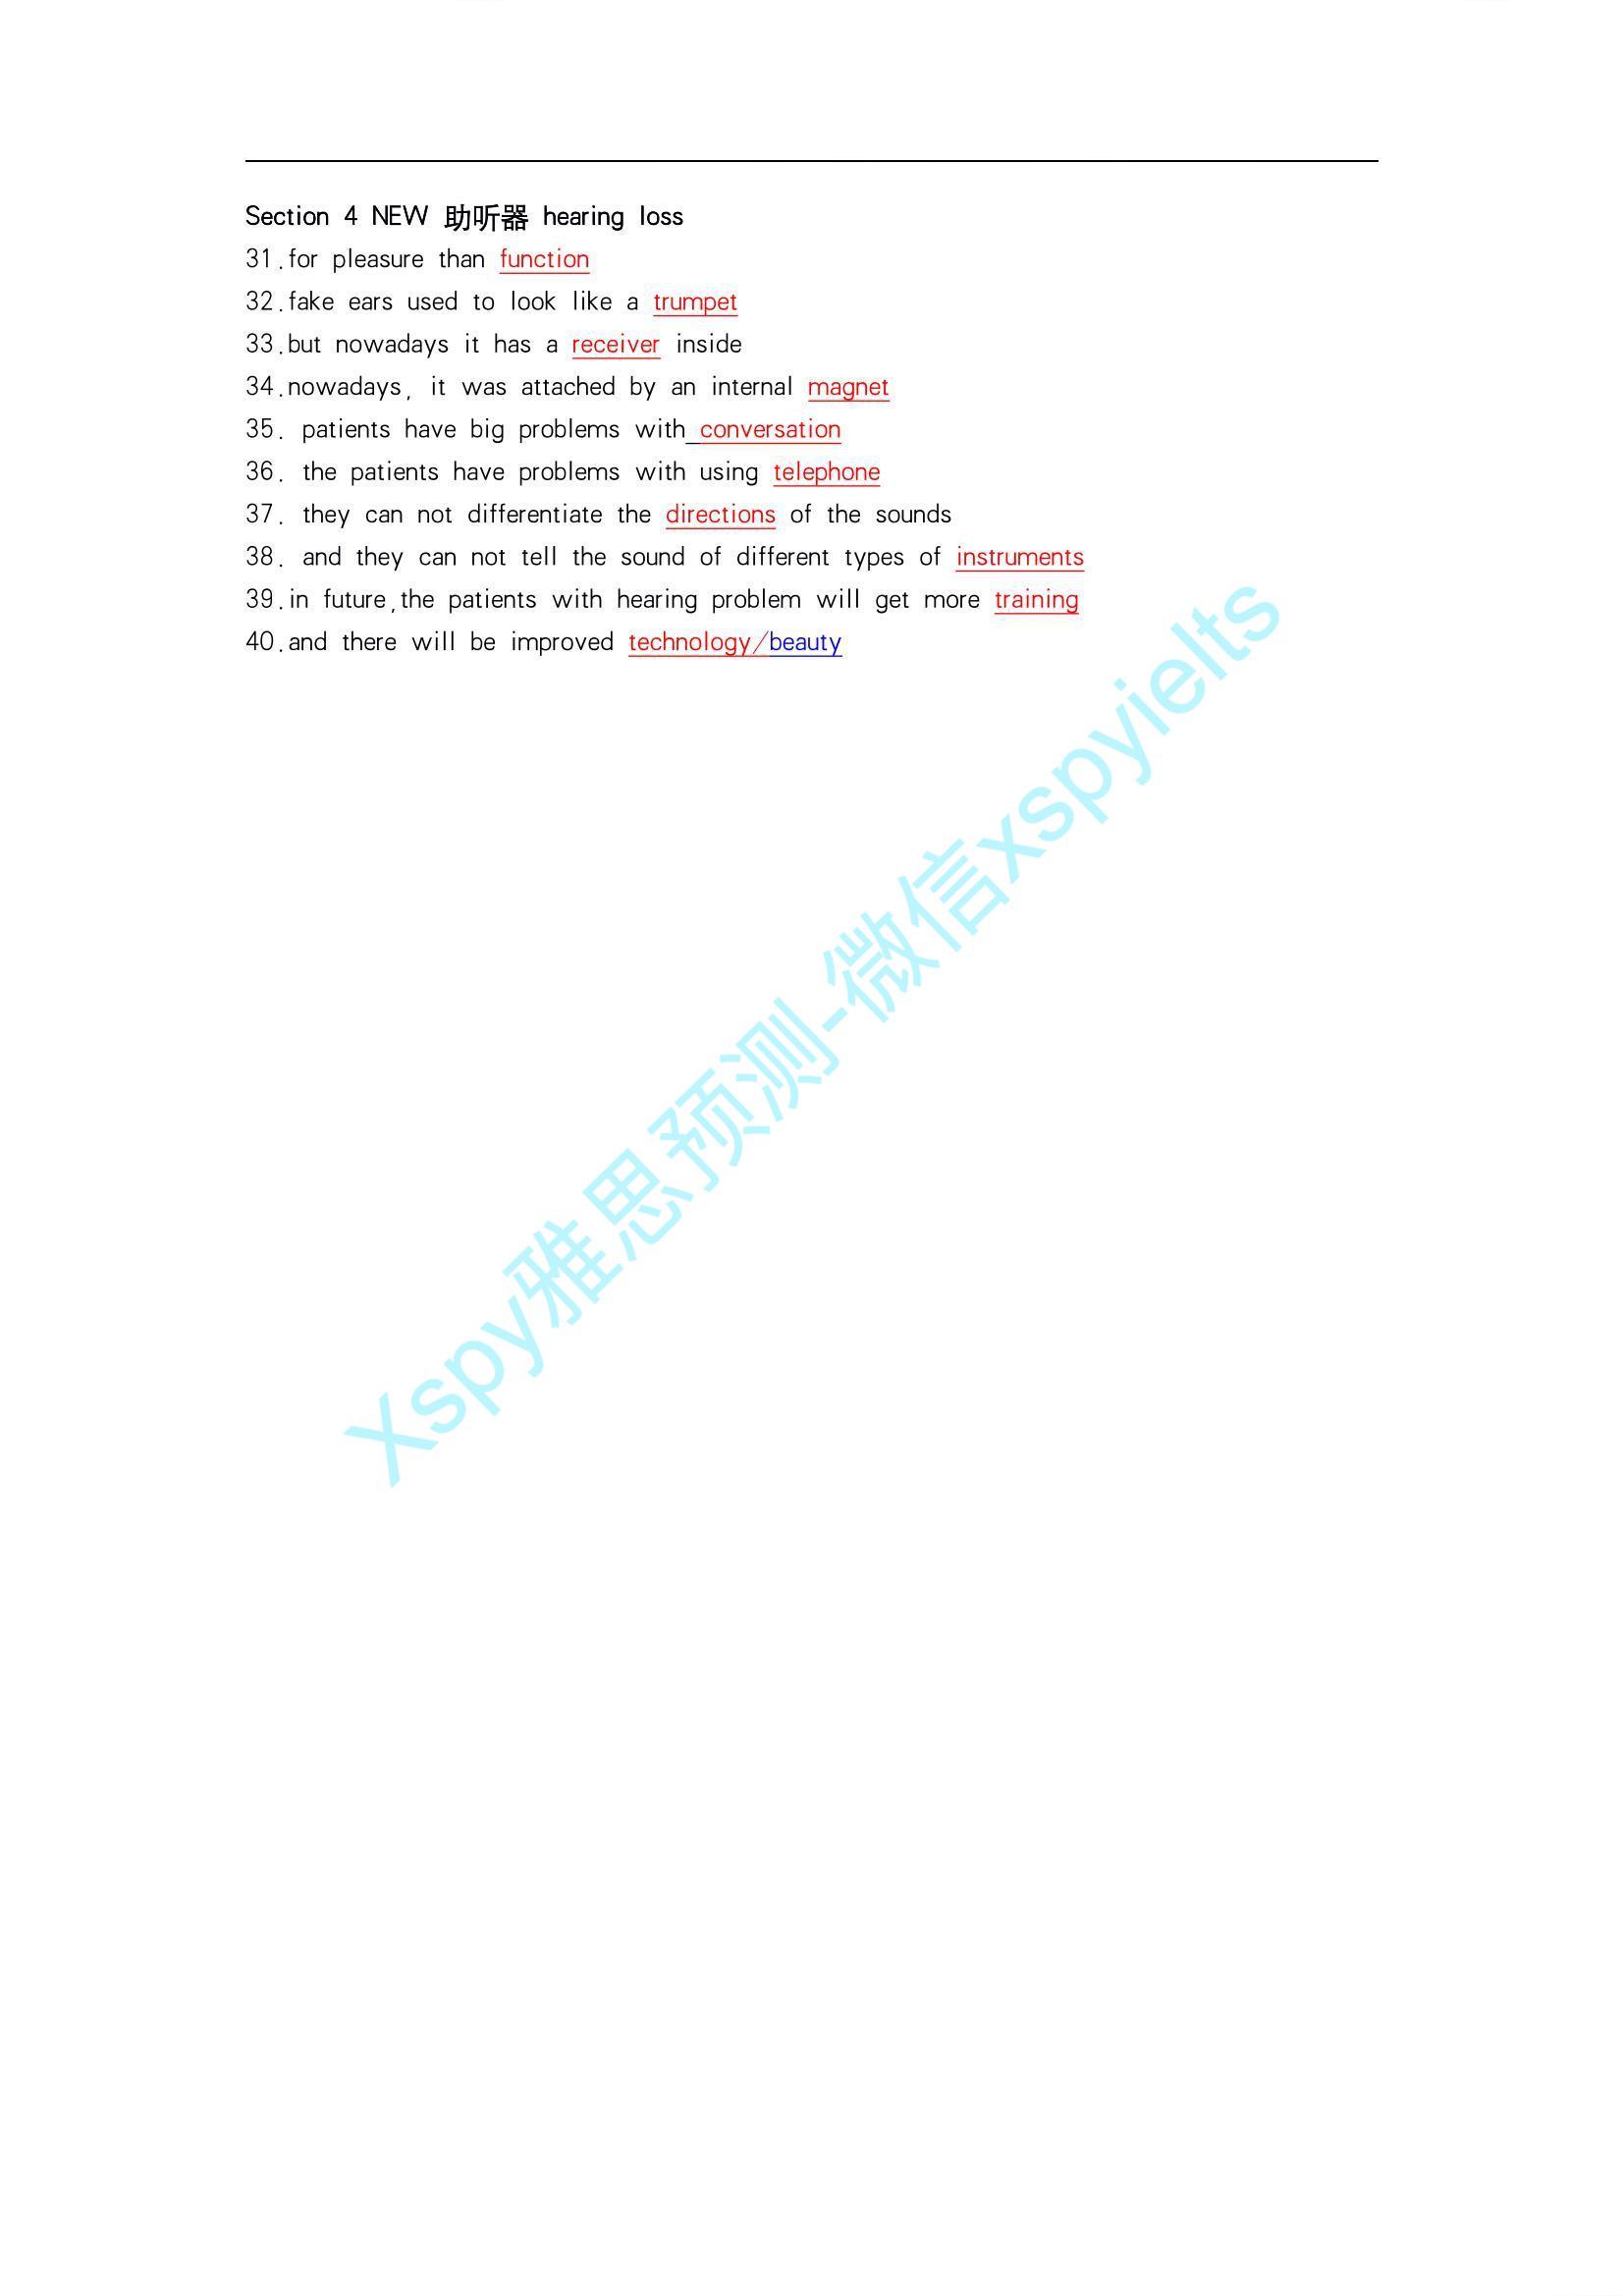 Section 4 NEW 助听器 hearing loss
31.for pleasure than function
32.fake ears used to look like a trumpet
33.but nowadays it has a receiver inside
34.nowadays, it was attached by an internal magnet
35. patients have big problems with conversation
36. the patients have problems with using telephone
37. they can not differentiate the directions of the sounds
38. and they can not tell the sound of different types of instruments
39.in future,the patients with hearing problem will get more training
40.and there will be improved technology/beauty
Xspy雅思预测-微信xspyielts